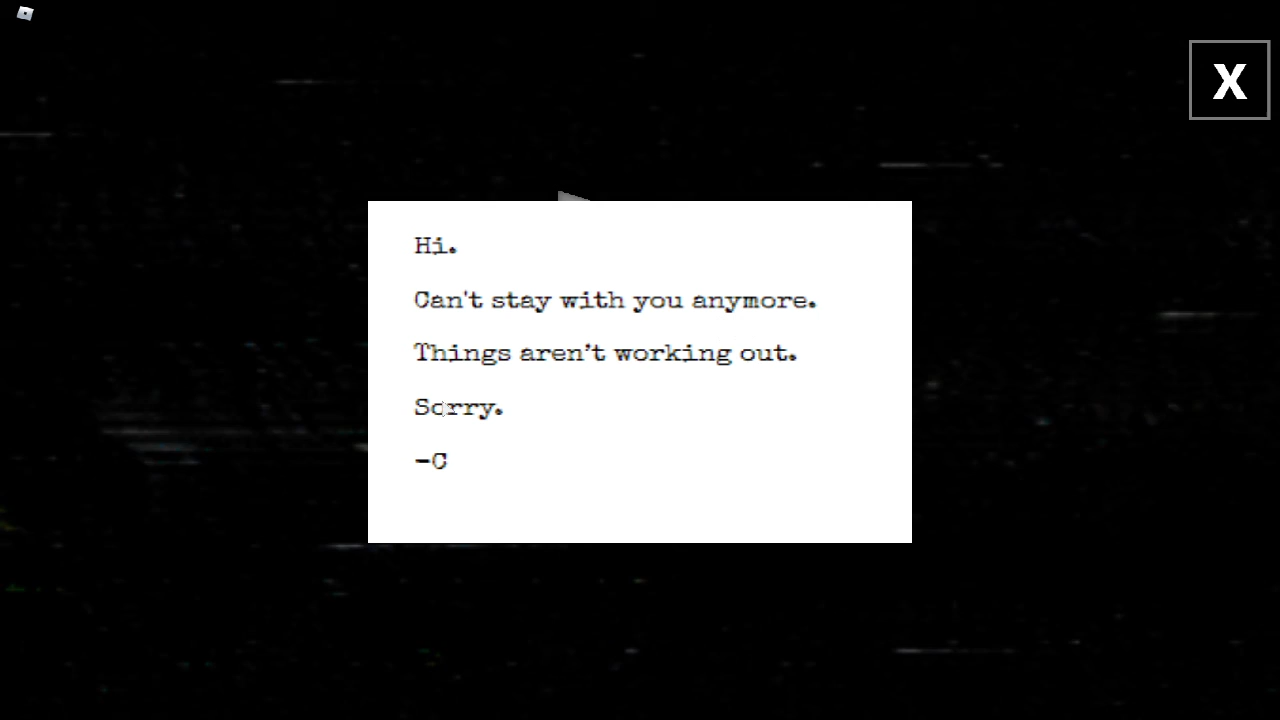 X
Hi.
Can't stay with you anymore.
Things aren’t working out.
Sorry.
-C